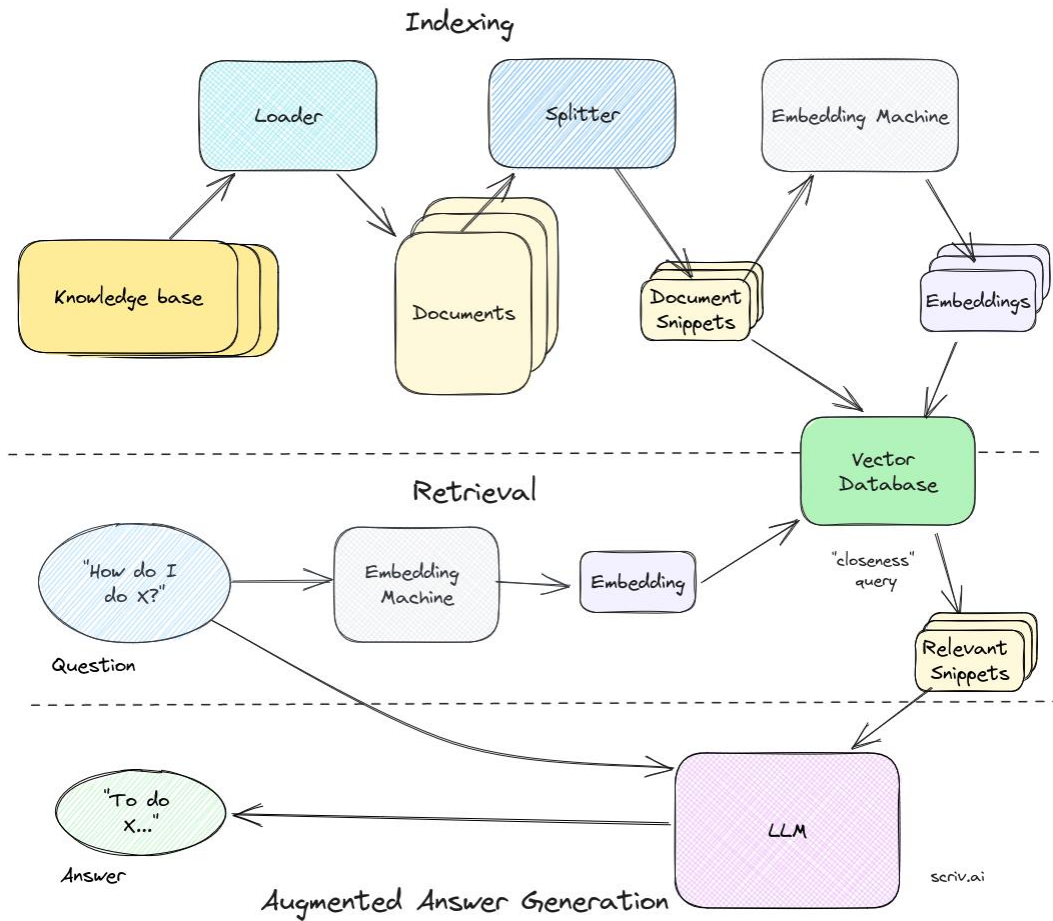 Indexing
Loader
Splitter
Embedding Machine
Knowledge base
Documents
Document
Snippets
Embeddings
Vector
Database
Retrieval
"How do I
do X?"
Question
Embedding
Machine
Embedding
"closeness"
query
Relevant
Snippets
"To do
X..."
Answer
LLM
Augmented Answer Generation
scriv.ai